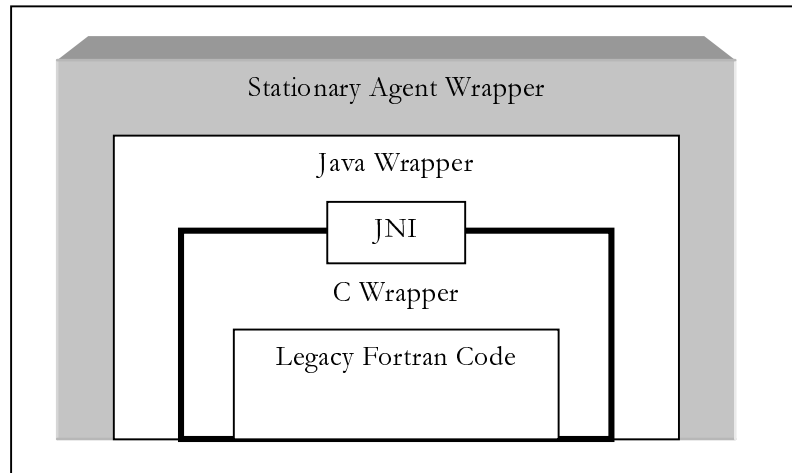 Stationary Agent Wrapper
Java Wrapper
JNI
C Wrapper
Legacy Fortran Code